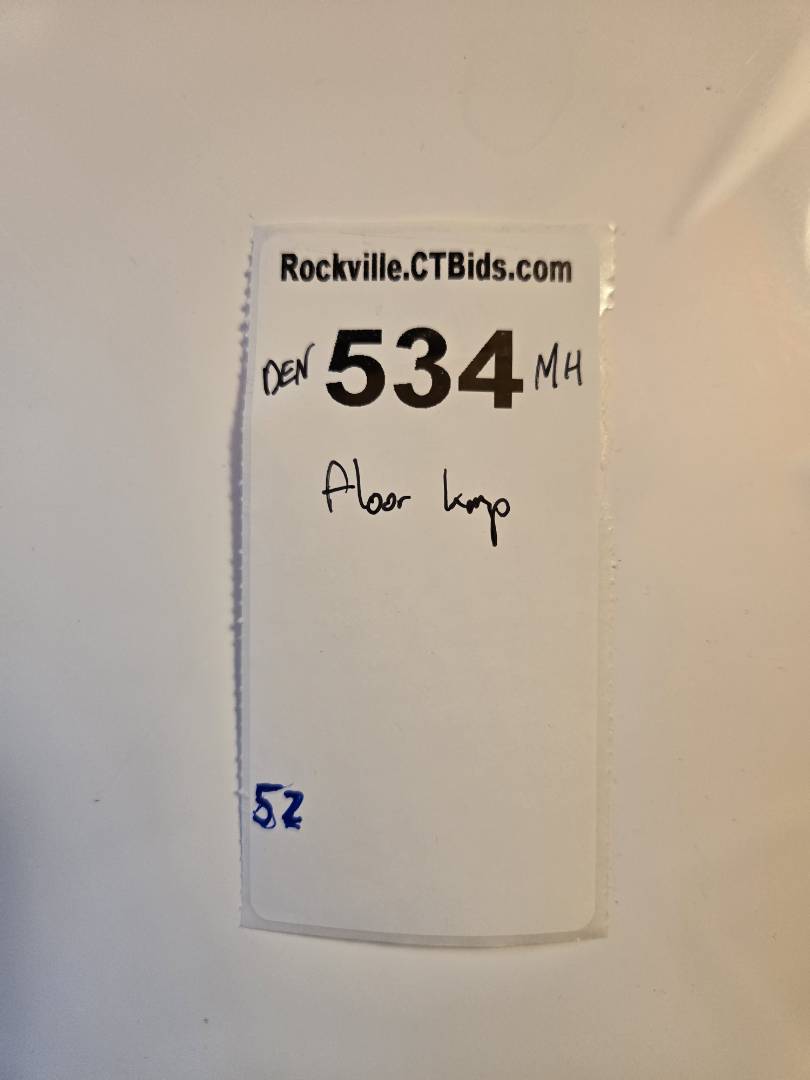 Rockville.CTBids.com
DEN 534 MH
Floor lamp
52